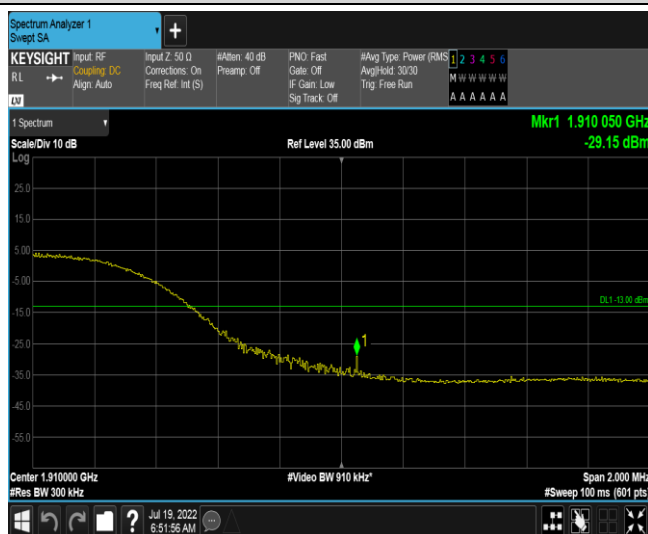 Spectrum Analyzer 1
Swept SA
+
KEYSIGHT
RL
LXI
Input: RF
Coupling: DC
Align: Auto
Input Z: 50 Ω
Corrections: On
Freq Ref: Int (S)
#Atten: 40 dB
Preamp: Off
PNO: Fast
Gate: Off
IF Gain: Low
Sig Track: Off
#Avg Type: Power (RMS
Avg|Hold: 30/30
Trig: Free Run
1 2 3 4 5 6
M W W W W W
A A A A A A
1 Spectrum
Mkr1 1.910 050 GHz
-29.15 dBm
Scale/Div 10 dB
Ref Level 35.00 dBm
Log
25.0
15.0
5.00
-5.00
DL1 -13.00 dBm
-15.0
-25.0
1
-35.0
-45.0
-55.0
Center 1.910000 GHz
#Video BW 910 kHz*
Span 2.000 MHz
#Res BW 300 kHz
#Sweep 100 ms (601 pts)
?
Jul 19, 2022
6:51:56 AM